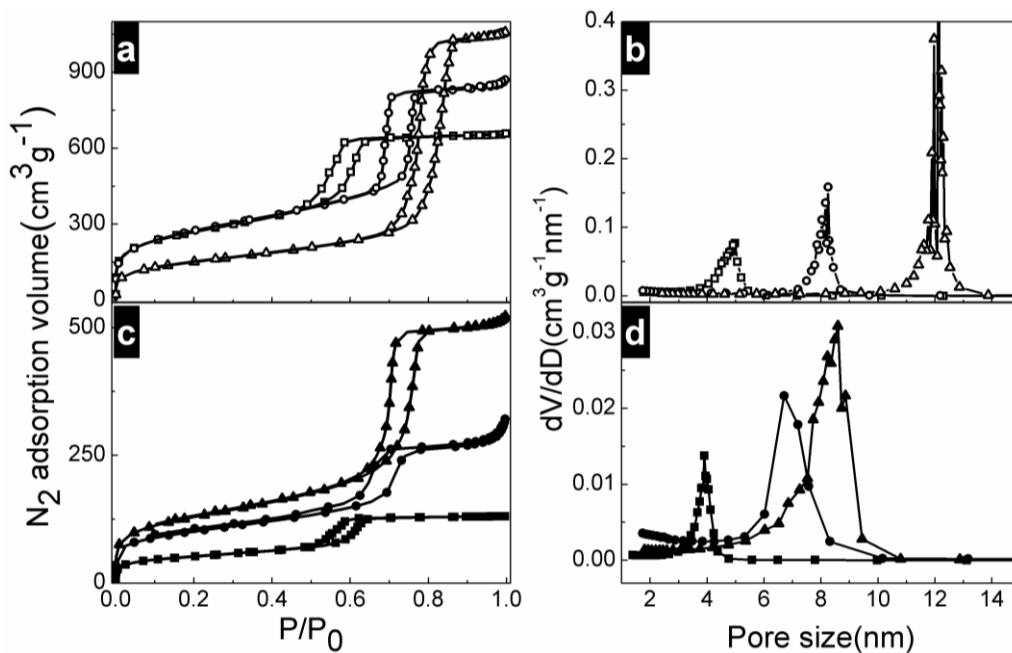 a
900
600
300
0
c
500
250
0
0.0 0.2 0.4 0.6 0.8 1.0
P/P0
N2 adsorption volume(cm3g-1)
b
0.4
0.3
0.2
0.1
0.0
d
0.03
0.02
0.01
0.00
2 4 6 8 10 12 14
Pore size(nm)
dV/dD(cm3g-1nm-1)